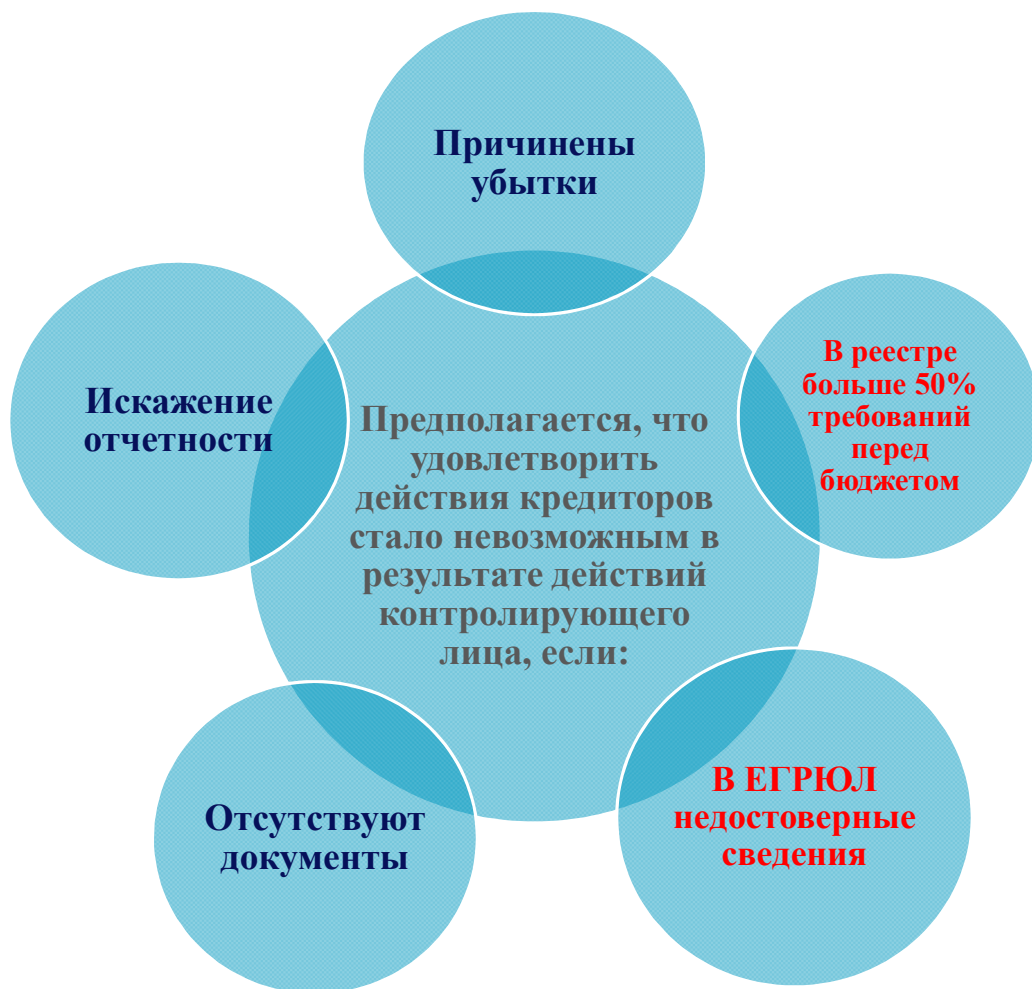 Причинены
убытки
В реестре
больше 50%
требований
перед
бюджетом
Искажение
отчетности
Предполагается, что
удовлетворить
действия кредиторов
стало невозможным в
результате действий
контролирующего
лица, если:
В ЕГРЮЛ
недостоверные
сведения
Отсутствуют
документы